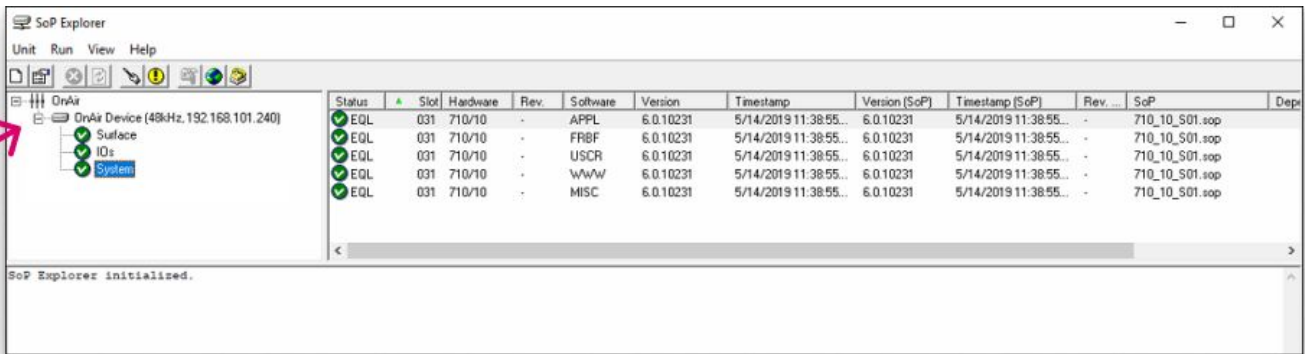 SoP Explorer
Unit Run View Help
OnAir
OnAir Device (48kHz, 192.168.101.240)
Surface
IOs
System
Status Slot Hardware Rev. Software Version Timestamp Version (SoP) Timestamp (SoP) Rev. ... SoP Depe
EQL 031 710/10 - APPL 6.0.10231 5/14/2019 11:38:55... 6.0.10231 5/14/2019 11:38:55... - 710_10_S01.sop
EQL 031 710/10 - FRBF 6.0.10231 5/14/2019 11:38:55... 6.0.10231 5/14/2019 11:38:55... - 710_10_S01.sop
EQL 031 710/10 - USCR 6.0.10231 5/14/2019 11:38:55... 6.0.10231 5/14/2019 11:38:55... - 710_10_S01.sop
EQL 031 710/10 - WWW 6.0.10231 5/14/2019 11:38:55... 6.0.10231 5/14/2019 11:38:55... - 710_10_S01.sop
EQL 031 710/10 - MISC 6.0.10231 5/14/2019 11:38:55... 6.0.10231 5/14/2019 11:38:55... - 710_10_S01.sop
SoP Explorer initialized.